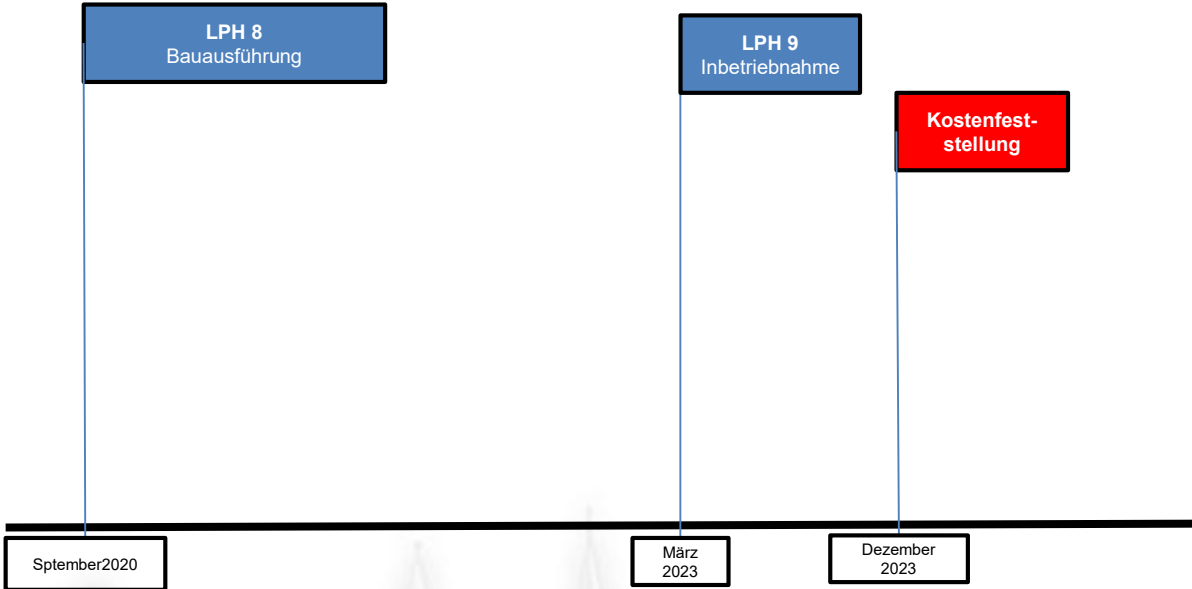 LPH 8
Bauausführung
LPH 9
Inbetriebnahme
Kostenfest-
stellung
Sptember2020
März
2023
Dezember
2023